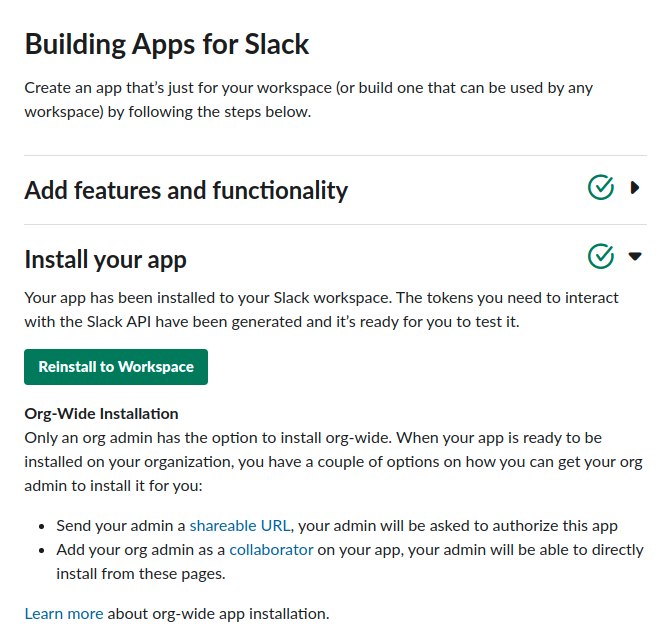 Building Apps for Slack
Create an app that’s just for your workspace (or build one that can be used by any
workspace) by following the steps below.
Add features and functionality
Install your app
Your app has been installed to your Slack workspace. The tokens you need to interact
with the Slack API have been generated and it’s ready for you to test it.
Reinstall to Workspace
Org-Wide Installation
Only an org admin has the option to install org-wide. When your app is ready to be
installed on your organization, you have a couple of options on how you can get your org
admin to install it for you:
• Send your admin a shareable URL, your admin will be asked to authorize this app
• Add your org admin as a collaborator on your app, your admin will be able to directly
install from these pages.
Learn more about org-wide app installation.